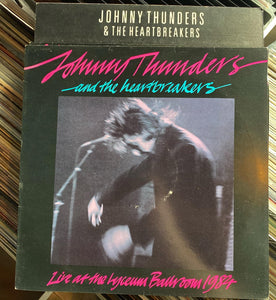 JOHNNY THUNDERS
& THE HEARTBREAKERS
Johnny Thunders
and the heartbreakers
Live at the Lyceum Ballroom 1984